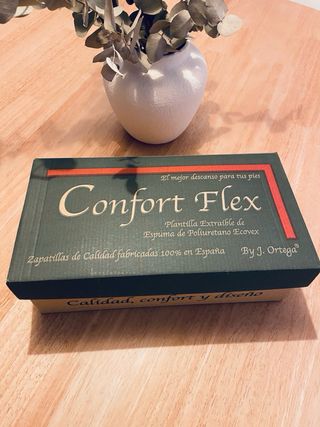 El mejor descanso para tus pies
Confort Flex
Plantilla Extraíble de
Espuma de Poliuretano Ecovex
Zapatillas de Calidad fabricadas 100% en España
By J. Ortega®
Calidad, confort y diseño